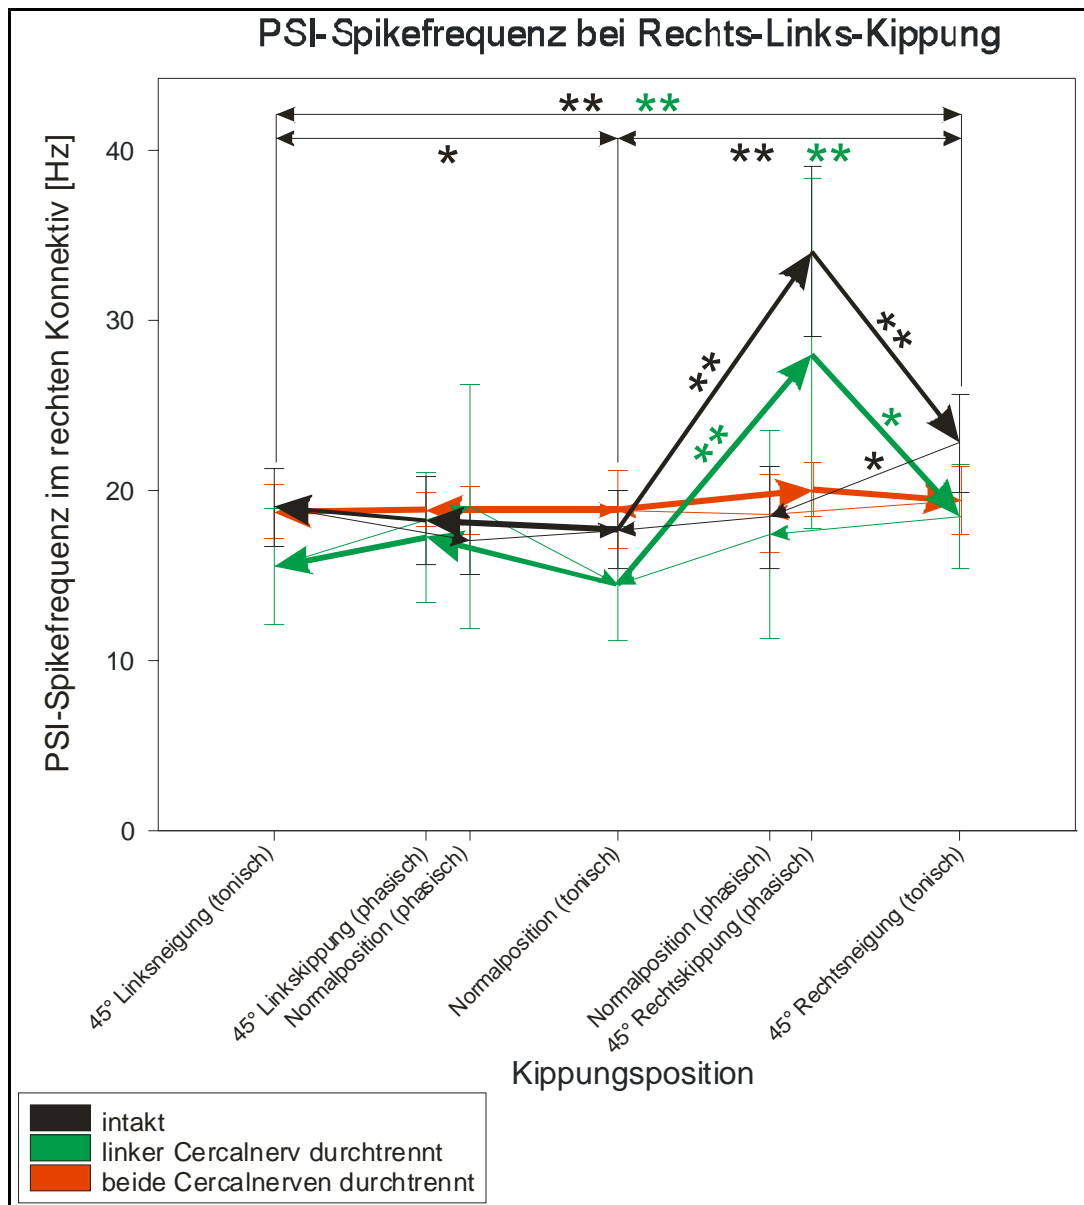 PSI-Spikefrequenz bei Rechts-Links-Kippung
PSI-Spikefrequenz im rechten Konnektiv [Hz]
** **
* ** **
40
30
20
10
0
**
**
**
*
*
45° Linksneigung (tonisch)
45° Linkskippung (phasisch)
Normalposition (phasisch)
Normalposition (tonisch)
Normalposition (phasisch)
45° Rechtskippung (phasisch)
45° Rechtsneigung (tonisch)
Kippungsposition
intakt
linker Cercalnerv durchtrennt
beide Cercalnerven durchtrennt